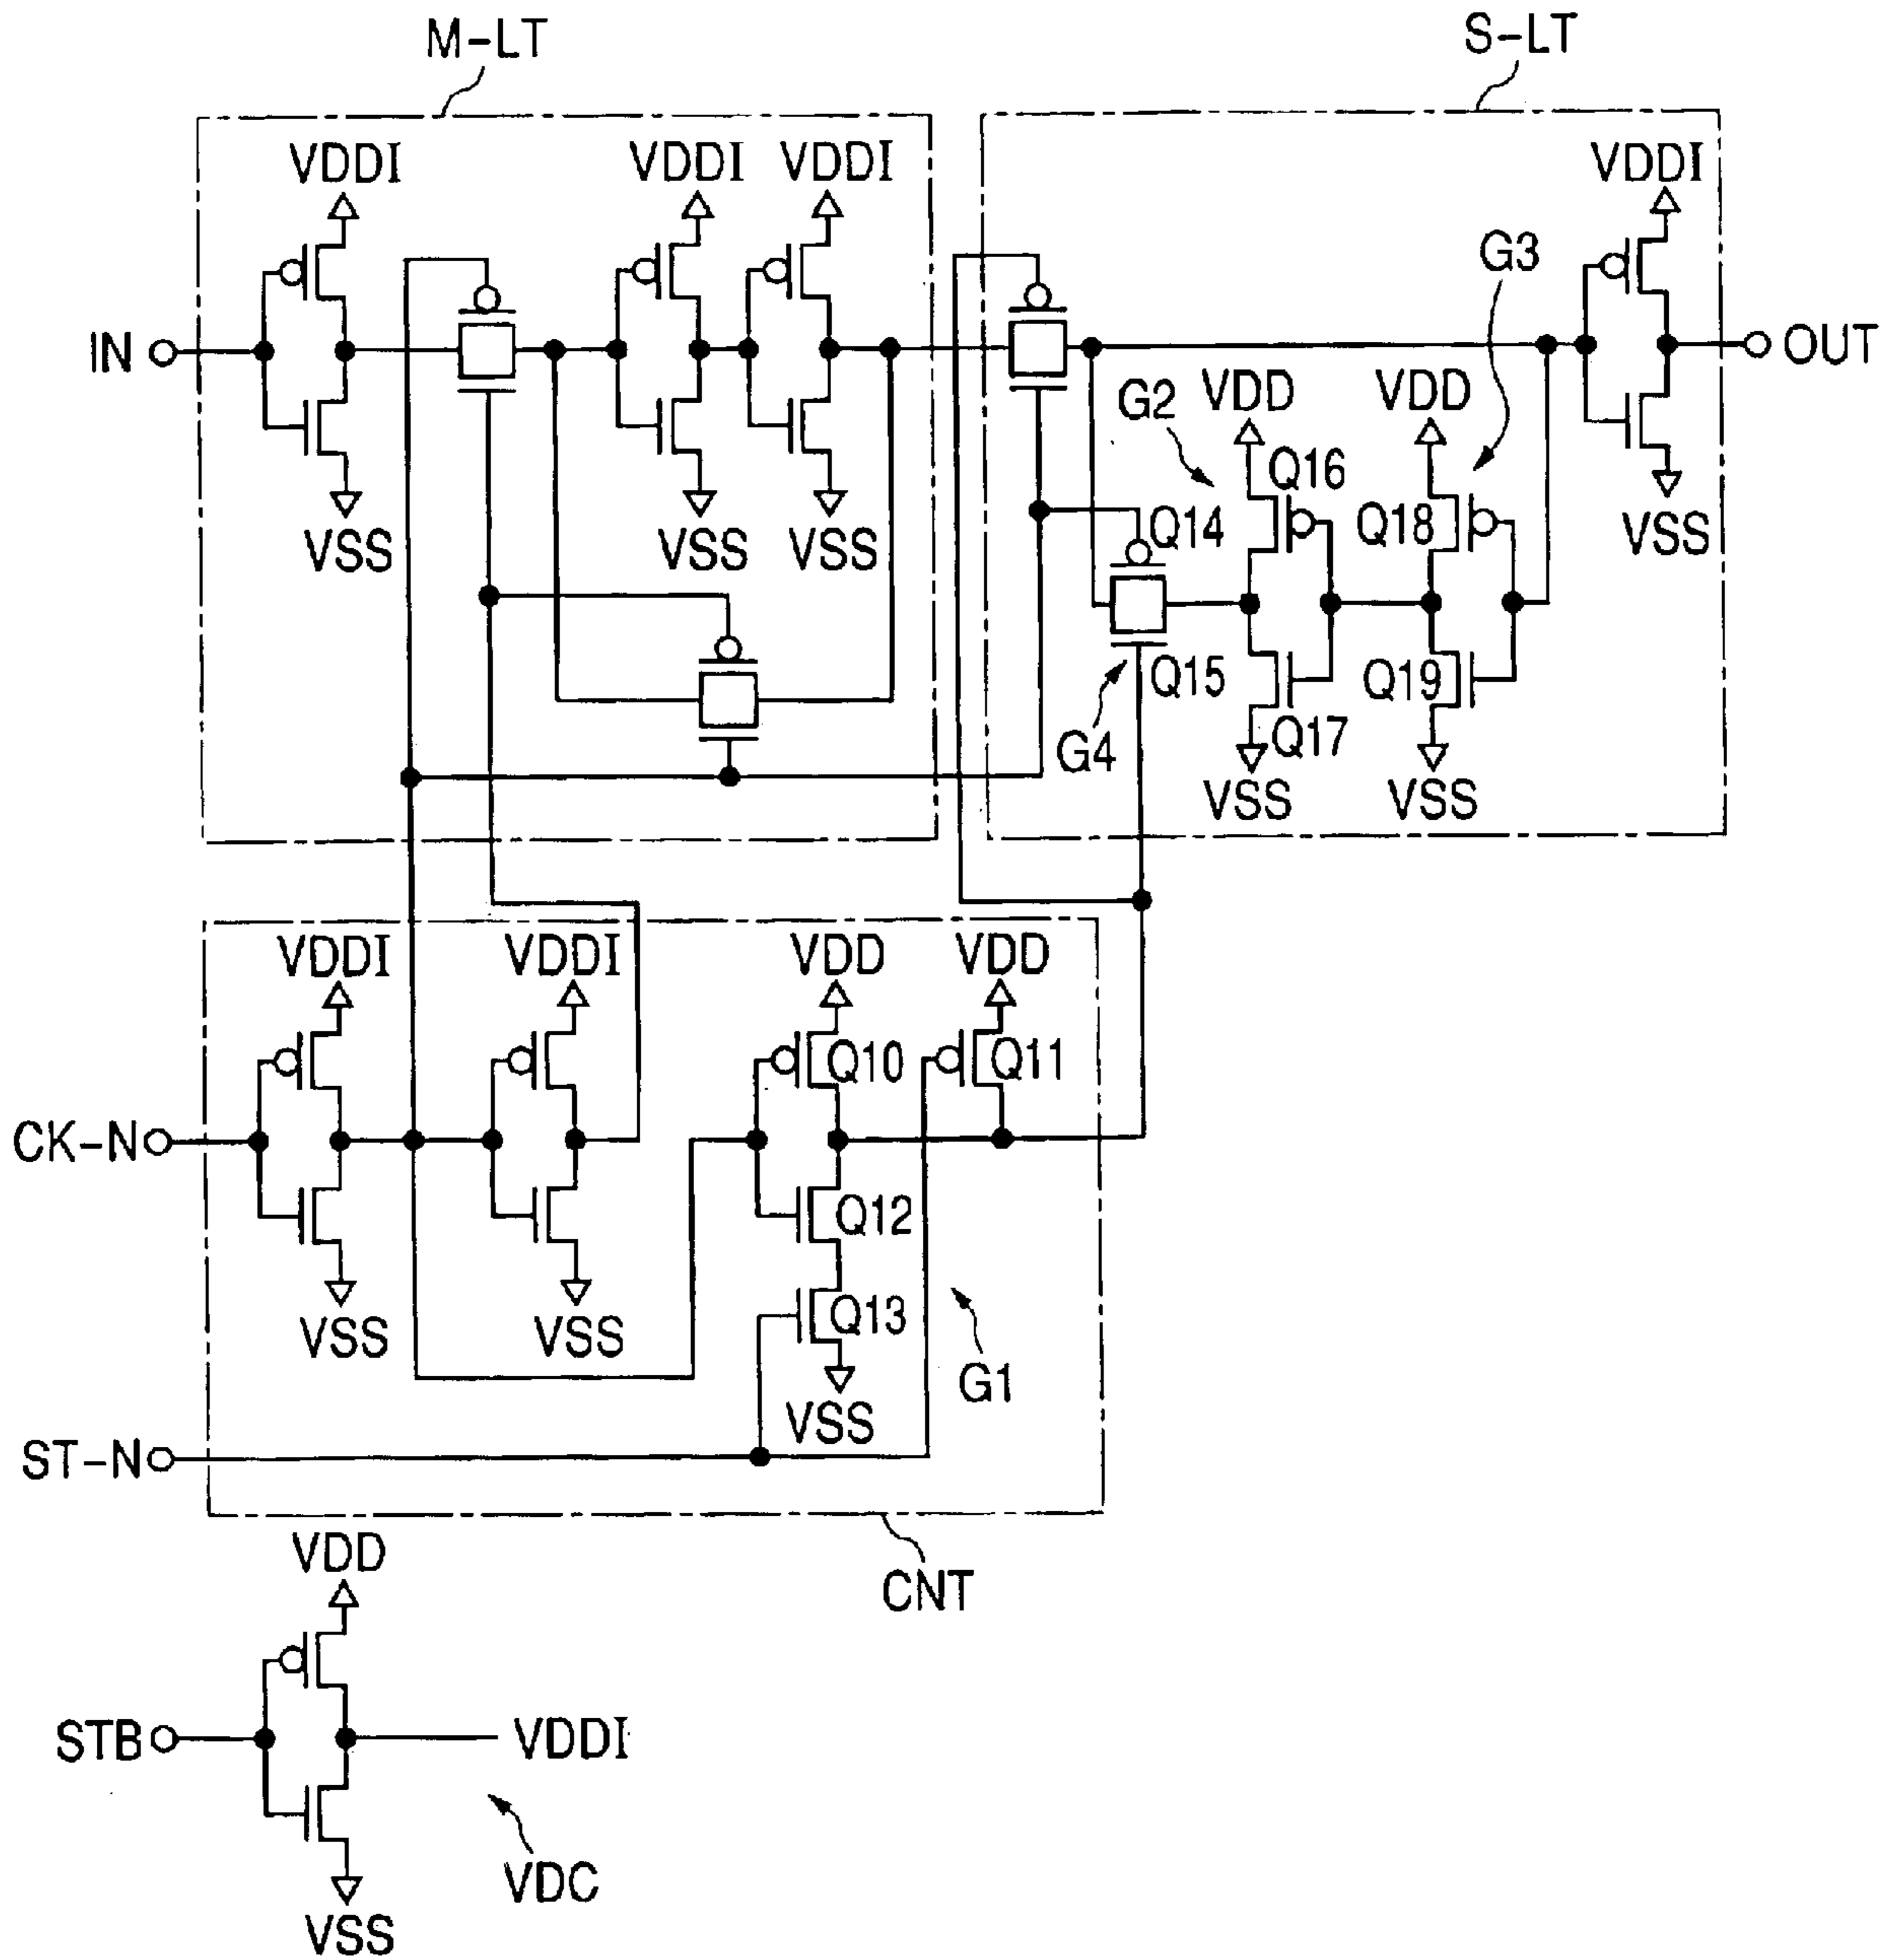 M-LT
S-LT
VDDI
VDDI
VDDI
VDDI
G3
IN
OUT
G2
VDD
VDD
Q16
Q14
Q18
VSS
VSS
VSS
VSS
Q15
Q19
G4
Q17
VSS
VSS
VDDI
VDDI
VDD
VDD
Q10
Q11
CK-N
Q12
Q13
VSS
VSS
G1
VSS
ST-N
VDD
CNT
STB
VDDI
VDC
VSS